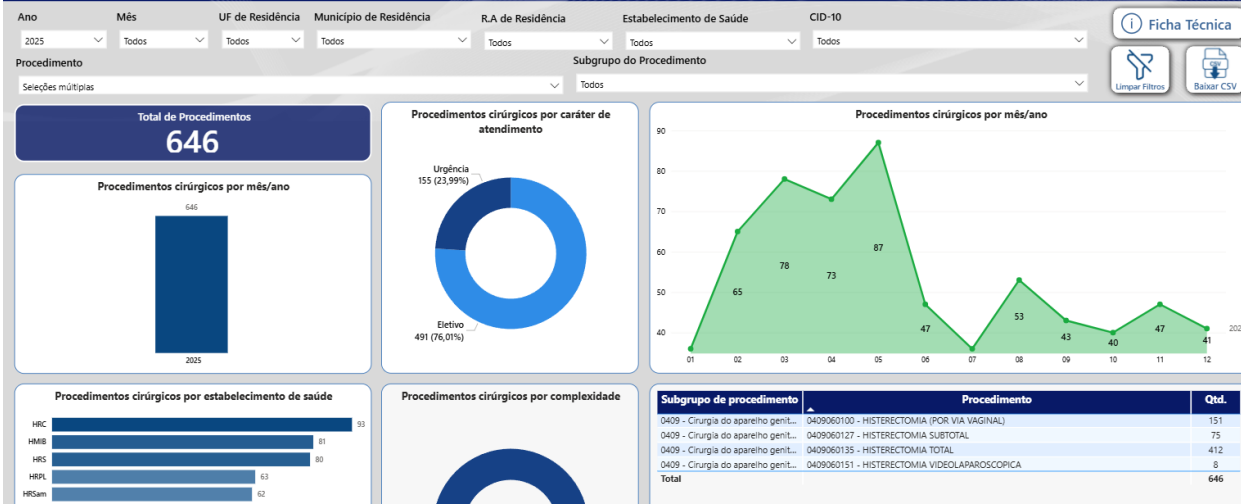 Ano
Mês
UF de Residência
Município de Residência
R.A de Residência
Estabelecimento de Saúde
CID-10
Ficha Técnica
2025
Todos
Todos
Todos
Todos
Todos
Todos
Procedimento
Subgrupo do Procedimento
Seleções múltiplas
Todos
Limpar Filtros
CSV
Baixar CSV
Total de Procedimentos
646
Procedimentos cirúrgicos por mês/ano
646
2025
Procedimentos cirúrgicos por caráter de
atendimento
Urgência
155 (23,99%)
Eletivo
491 (76,01%)
Procedimentos cirúrgicos por mês/ano
90
80
70
60
50
40
65
78
73
87
47
53
43
40
47
41
01 02 03 04 05 06 07 08 09 10 11 12
Procedimentos cirúrgicos por estabelecimento de saúde
HRC 93
HMIB 81
HRS 80
HRPL 63
HRSam 62
Procedimentos cirúrgicos por complexidade
Subgrupo de procedimento Procedimento Qtd.
0409 - Cirurgia do aparelho genit... 0409060100 - HISTERECTOMIA (POR VIA VAGINAL) 151
0409 - Cirurgia do aparelho genit... 0409060127 - HISTERECTOMIA SUBTOTAL 75
0409 - Cirurgia do aparelho genit... 0409060135 - HISTERECTOMIA TOTAL 412
0409 - Cirurgia do aparelho genit... 0409060151 - HISTERECTOMIA VIDEOLAPAROSCOPICA 8
Total 646